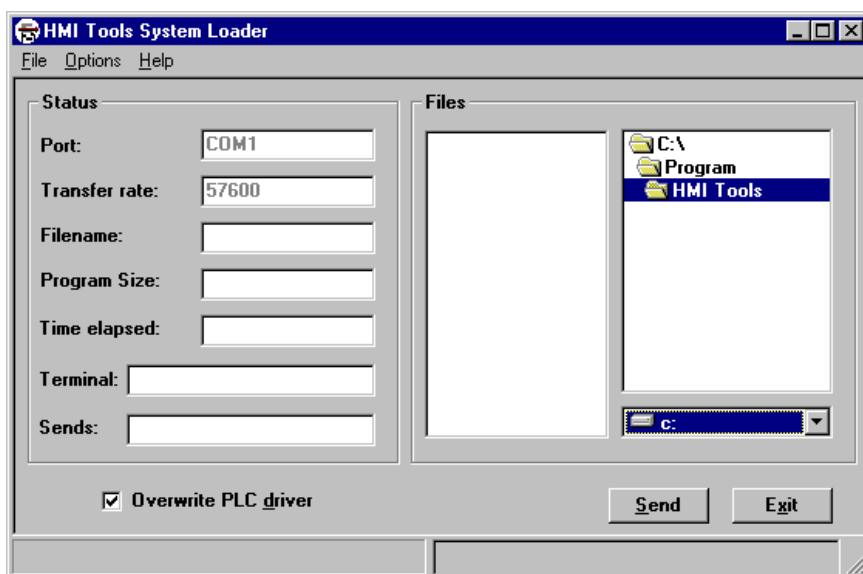 HMI Tools System Loader
File Options Help
Status
Port: COM1
Transfer rate: 57600
Filename:
Program Size:
Time elapsed:
Terminal:
Sends:
Overwrite PLC driver
Files
C:\
Program
HMI Tools
c:
Send Exit